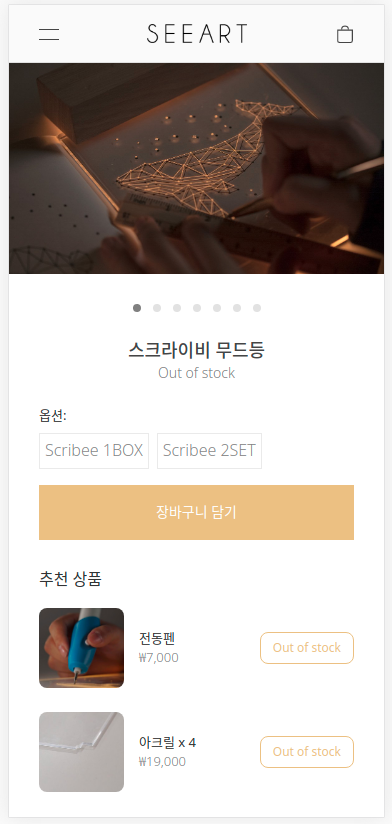 SEEART
스크라이비 무드등
Out of stock
옵션:
Scribee 1BOX
Scribee 2SET
장바구니 담기
추천 상품
전동펜
₩7,000
Out of stock
아크릴 x 4
₩19,000
Out of stock